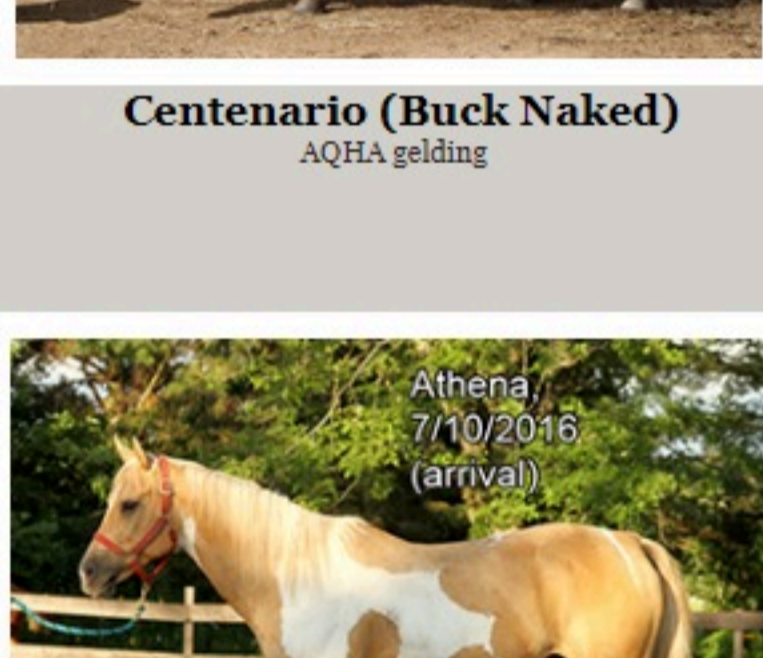 Centenario (Buck Naked)
AQHA gelding
Athena,
7/10/2016
(arrival)